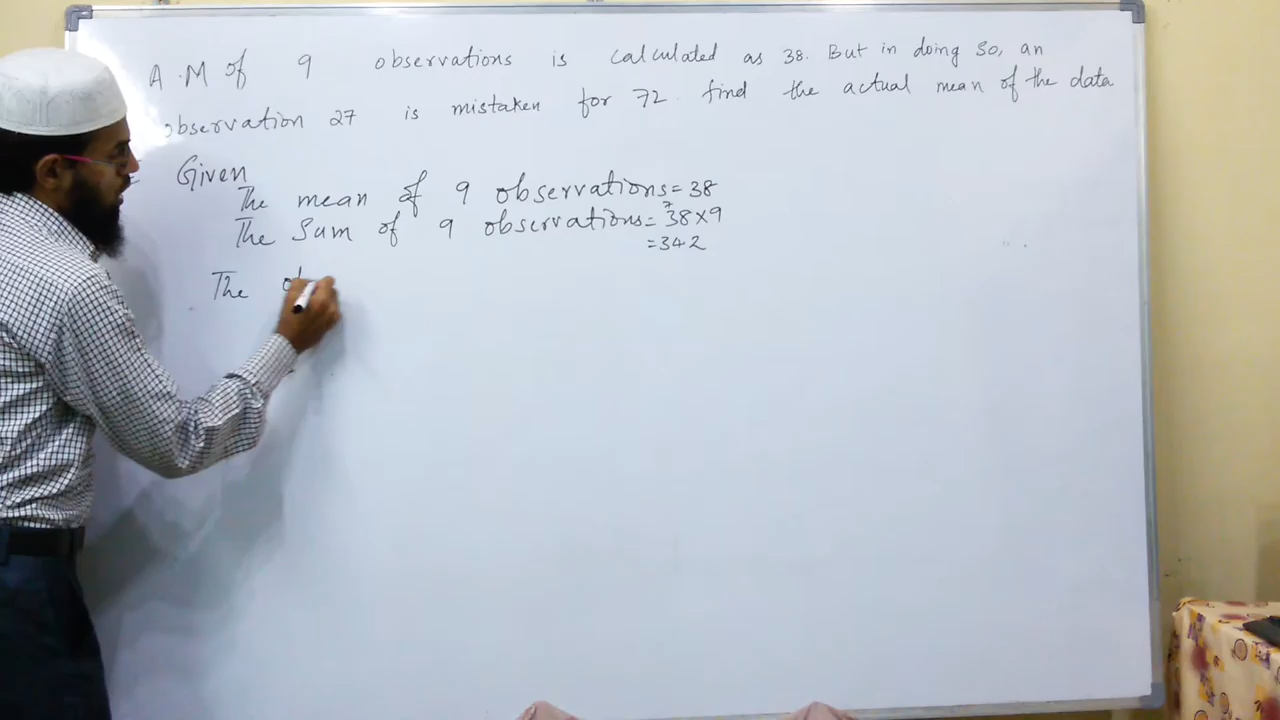 A.M of 9 observations is calculated as 38. But in doing so, an
observation 27 is mistaken for 72. find the actual mean of the data
Given
The mean of 9 observations = 38
7
The Sum of 9 observations = 38×9
=342
The